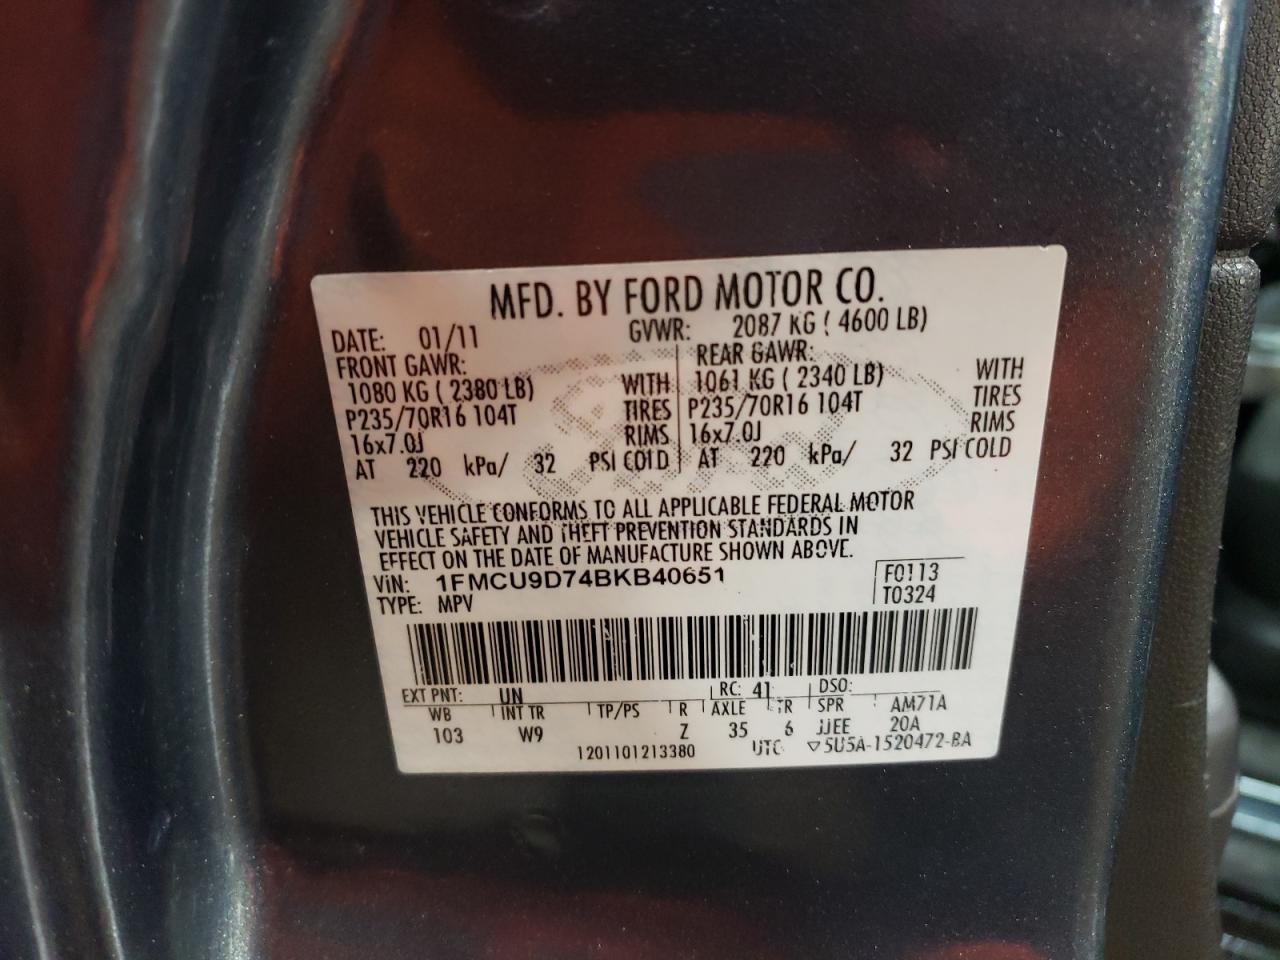 MFD. BY FORD MOTOR CO.
DATE: 01/11 GVWR: 2087 KG ( 4600 LB)
FRONT GAWR: REAR GAWR:
1080 KG ( 2380 LB) WITH 1061 KG ( 2340 LB) WITH
P235/70R16 104T TIRES P235/70R16 104T TIRES
16x7.0J RIMS 16x7.0J RIMS
AT 220 kPa/ 32 PSI COLD AT 220 kPa/ 32 PSI COLD
THIS VEHICLE CONFORMS TO ALL APPLICABLE FEDERAL MOTOR
VEHICLE SAFETY AND THEFT PREVENTION STANDARDS IN
EFFECT ON THE DATE OF MANUFACTURE SHOWN ABOVE.
VIN: 1FMCU9D74BKB40651 F0113
TYPE: MPV T0324
EXT PNT: UN RC: 41 DSO:
WB INT TR TP/PS R AXLE TR SPR AM71A
103 W9 Z 35 6 JJEE 20A
1201101213380 UTC ▽5U5A-1520472-BA